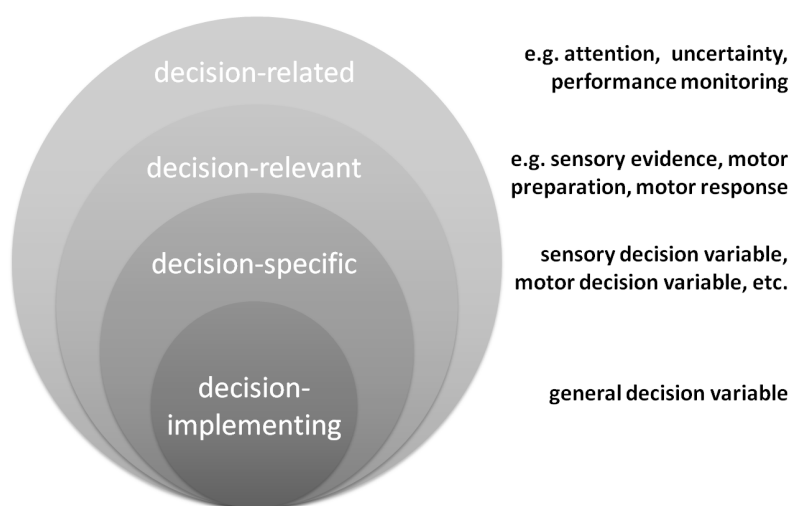 decision-related
e.g. attention, uncertainty,
performance monitoring
decision-relevant
e.g. sensory evidence, motor
preparation, motor response
decision-specific
sensory decision variable,
motor decision variable, etc.
decision-
implementing
general decision variable